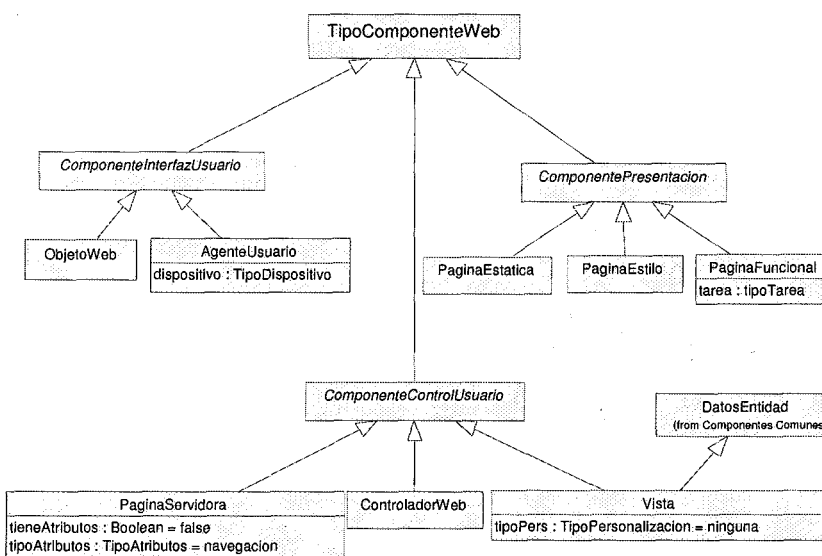 TipoComponenteWeb
ComponenteInterfazUsuario
ComponentePresentacion
ObjetoWeb
AgenteUsuario
dispositivo : TipoDispositivo
PaginaEstatica
PaginaEstilo
PaginaFuncional
tarea : tipoTarea
ComponenteControlUsuario
DatosEntidad
(from Componentes Comunes
PaginaServidora
tieneAtributos : Boolean = false
tipoAtributos : TipoAtributos = navegacion
ControladorWeb
Vista
tipoPers : TipoPersonalizacion = ninguna